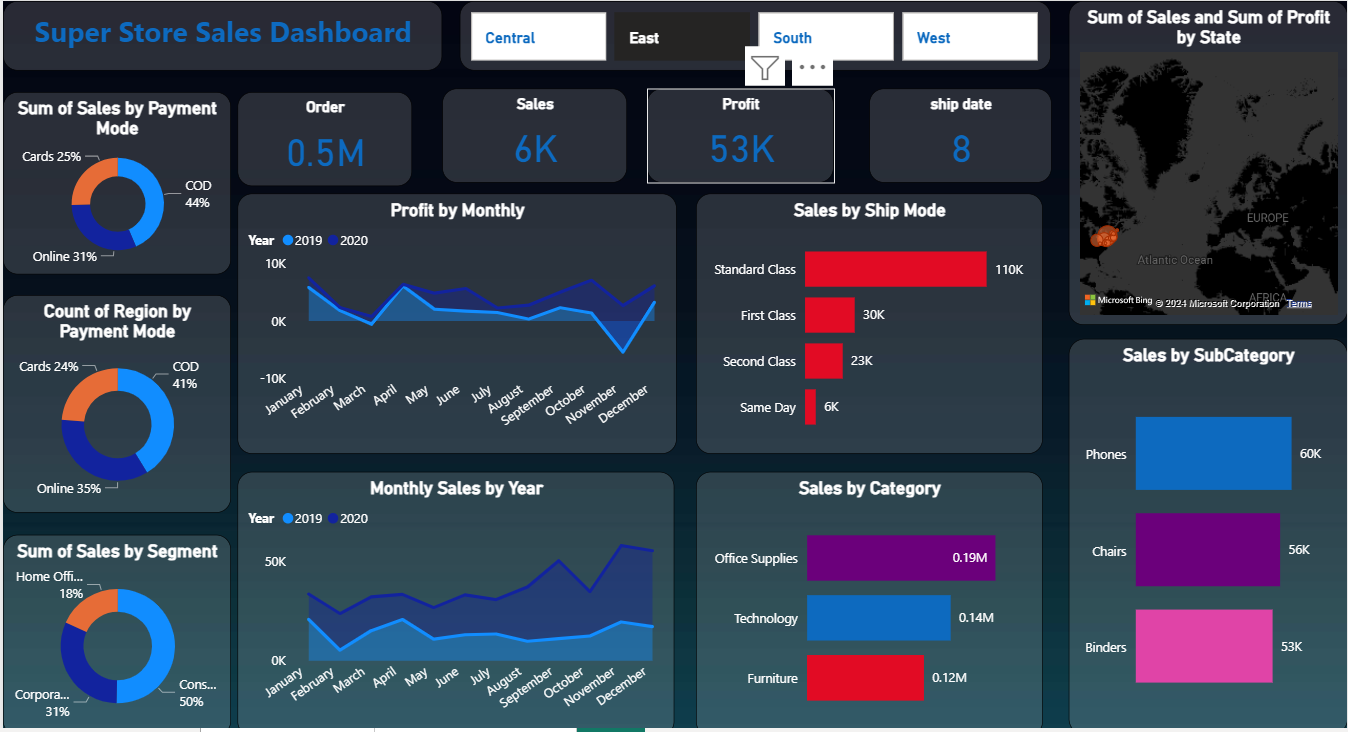 Super Store Sales Dashboard
Central
East
South
West
Sum of Sales and Sum of Profit
by State
EUROPE
Atlantic Ocean
AFRICA
Microsoft Bing
© 2024 Microsoft Corporation
Terms
Sum of Sales by Payment
Mode
Cards 25%
COD
44%
Online 31%
Order
0.5M
Sales
6K
Profit
53K
ship date
8
Count of Region by
Payment Mode
Cards 24%
COD
41%
Online 35%
Profit by Monthly
Year 2019 2020
10K
0K
-10K
January
February
March
April
May
June
July
August
September
October
November
December
Sales by Ship Mode
Standard Class 110K
First Class 30K
Second Class 23K
Same Day 6K
Sales by SubCategory
Phones 60K
Chairs 56K
Binders 53K
Sum of Sales by Segment
Home Offi...
18%
Corpora...
31%
Cons...
50%
Monthly Sales by Year
Year 2019 2020
50K
0K
January
February
March
April
May
June
July
August
September
October
November
December
Sales by Category
Office Supplies 0.19M
Technology 0.14M
Furniture 0.12M